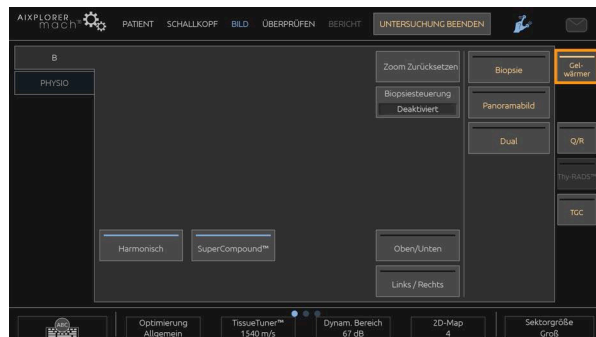 AIXPLORER
mach
PATIENT SCHALLKOPF BILD ÜBERPRÜFEN BERICHT UNTERSUCHUNG BEENDEN
B
PHYSIO
Zoom Zurücksetzen
Biopsiesteuerung
Deaktiviert
Biopsie
Panoramabild
Dual
Gel-
wärmer
Q/R
Thy-RADS™
TGC
Harmonisch
SuperCompound™
Oben/Unten
Links / Rechts
ABC
Optimierung
Allgemein
TissueTuner™
1540 m/s
Dynam. Bereich
67 dB
2D-Map
4
Sektorgröße
Groß